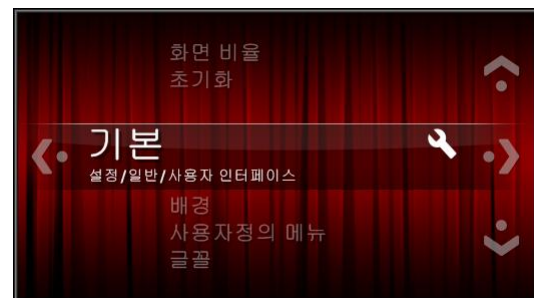 화면 비율
초기화
기본
설정/일반/사용자 인터페이스
배경
사용자정의 메뉴
글꼴